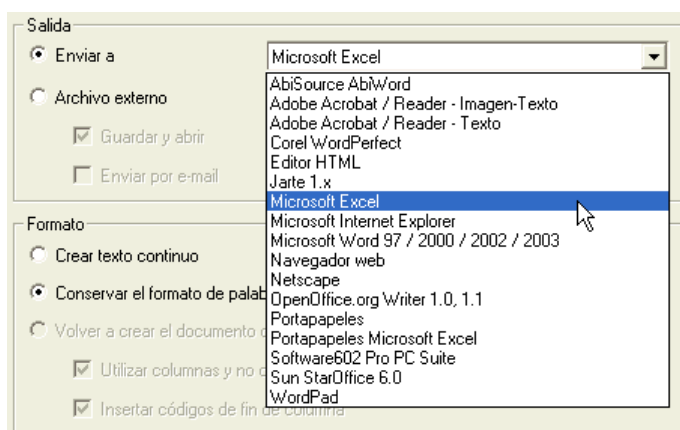 Salida
Enviar a
Microsoft Excel
Archivo externo
Guardar y abrir
Enviar por e-mail
AbiSource AbiWord
Adobe Acrobat / Reader - Imagen-Texto
Adobe Acrobat / Reader - Texto
Corel WordPerfect
Editor HTML
Jarte 1.x
Microsoft Excel
Microsoft Internet Explorer
Microsoft Word 97 / 2000 / 2002 / 2003
Navegador web
Netscape
OpenOffice.org Writer 1.0, 1.1
Portapapeles
Portapapeles Microsoft Excel
Software602 Pro PC Suite
Sun StarOffice 6.0
WordPad
Formato
Crear texto continuo
Conservar el formato de palab
Volver a crear el documento
Utilizar columnas y no
Insertar códigos de fin de columna